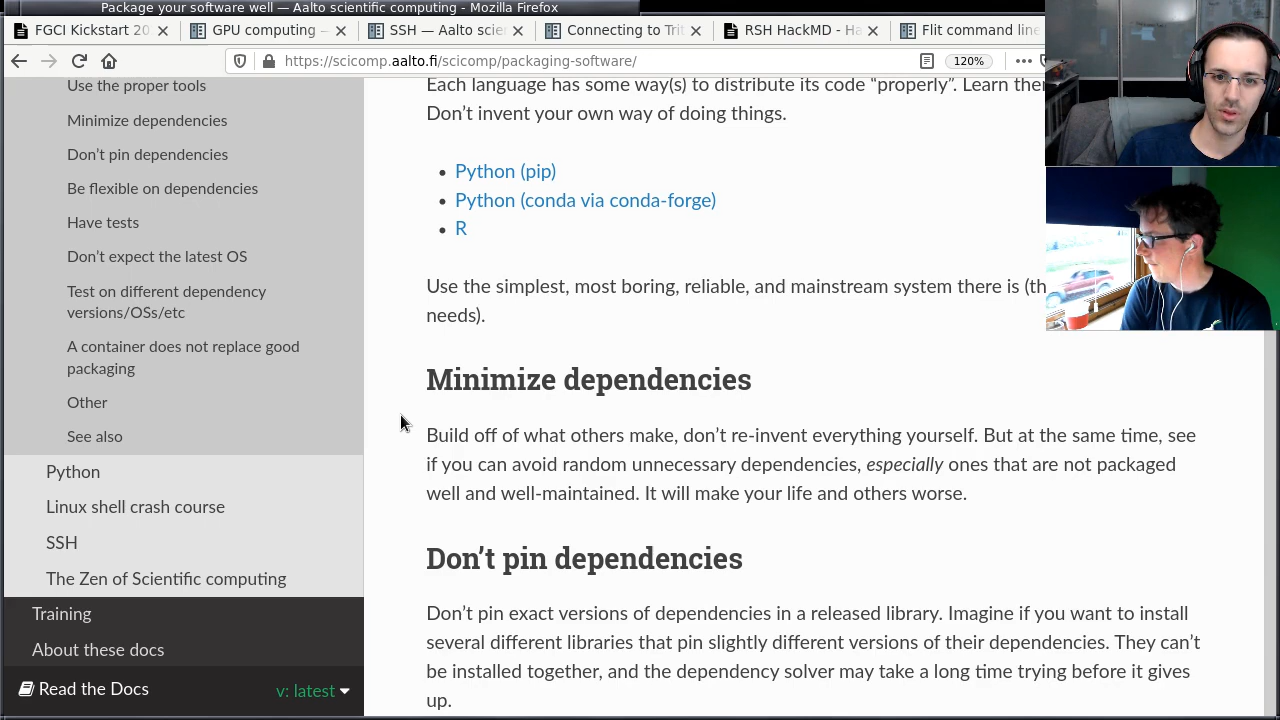 Package your software well — Aalto scientific computing - Mozilla Firefox
FGCI Kickstart 20
GPU computing —
SSH — Aalto scie
Connecting to Trit
RSH HackMD - Ha
Flit command line
https://scicomp.aalto.fi/scicomp/packaging-software/
120%
Use the proper tools
Minimize dependencies
Don't pin dependencies
Be flexible on dependencies
Have tests
Don't expect the latest OS
Test on different dependency
versions/OSs/etc
A container does not replace good
packaging
Other
See also
Python
Linux shell crash course
SSH
The Zen of Scientific computing
Training
About these docs
Read the Docs
v: latest
Each language has some way(s) to distribute its code “properly”. Learn ther
Don't invent your own way of doing things.
• Python (pip)
• Python (conda via conda-forge)
• R
Use the simplest, most boring, reliable, and mainstream system there is (th
needs).
Minimize dependencies
Build off of what others make, don't re-invent everything yourself. But at the same time, see
if you can avoid random unnecessary dependencies, especially ones that are not packaged
well and well-maintained. It will make your life and others worse.
Don't pin dependencies
Don't pin exact versions of dependencies in a released library. Imagine if you want to install
several different libraries that pin slightly different versions of their dependencies. They can't
be installed together, and the dependency solver may take a long time trying before it gives
up.